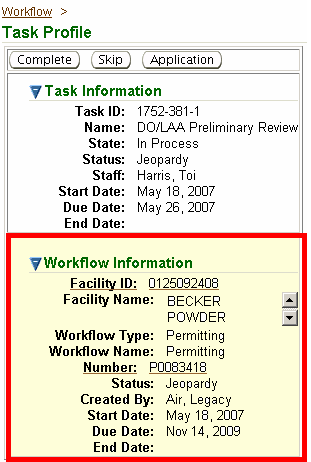 Workflow >
Task Profile
Complete Skip Application
Task Information
Task ID: 1752-381-1
Name: DO/LAA Preliminary Review
State: In Process
Status: Jeopardy
Staff: Harris, Toi
Start Date: May 18, 2007
Due Date: May 26, 2007
End Date:
Workflow Information
Facility ID: 0125092408
Facility Name: BECKER
POWDER
Workflow Type: Permitting
Workflow Name: Permitting
Number: P0083418
Status: Jeopardy
Created By: Air, Legacy
Start Date: May 18, 2007
Due Date: Nov 14, 2009
End Date: